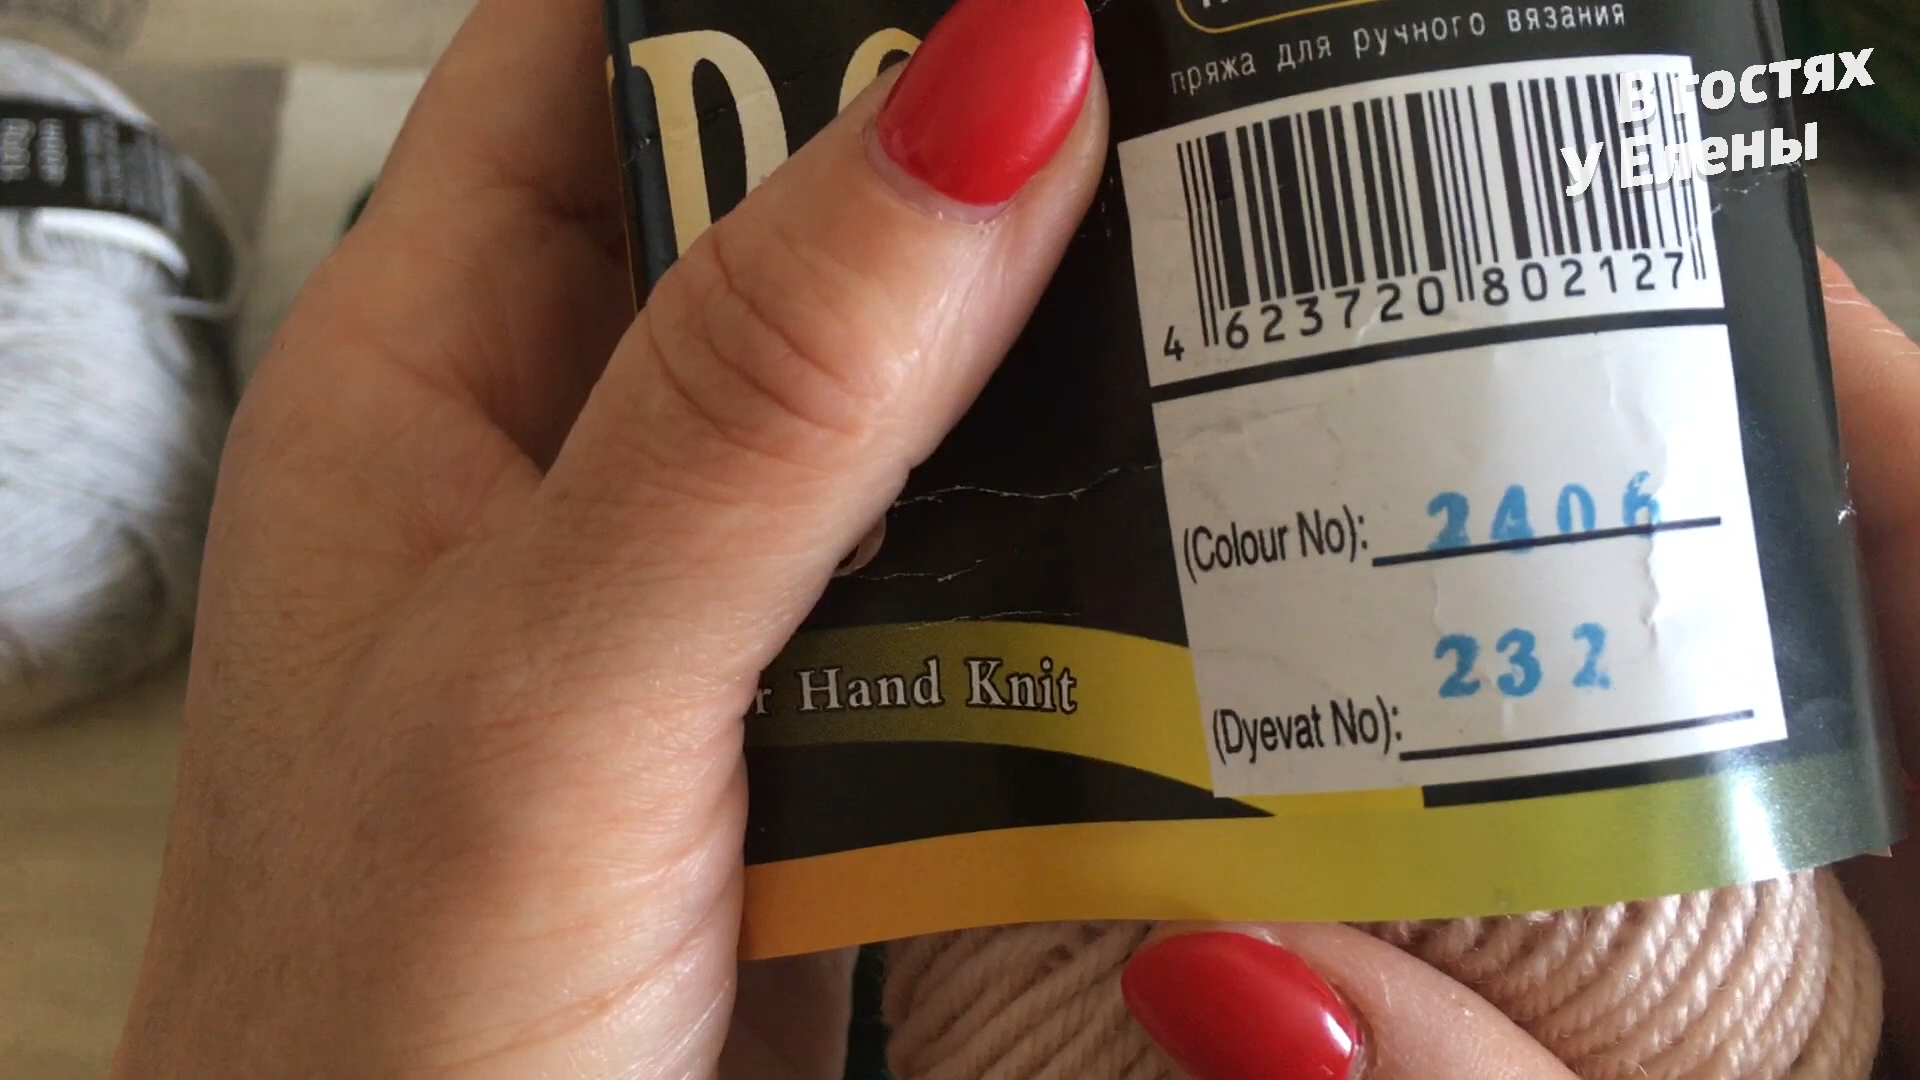 пряжа для ручного вязания
В гостях
у Елены
4 623720 802127
(Colour No): 2406
232
(Dyevat No):
Hand Knit